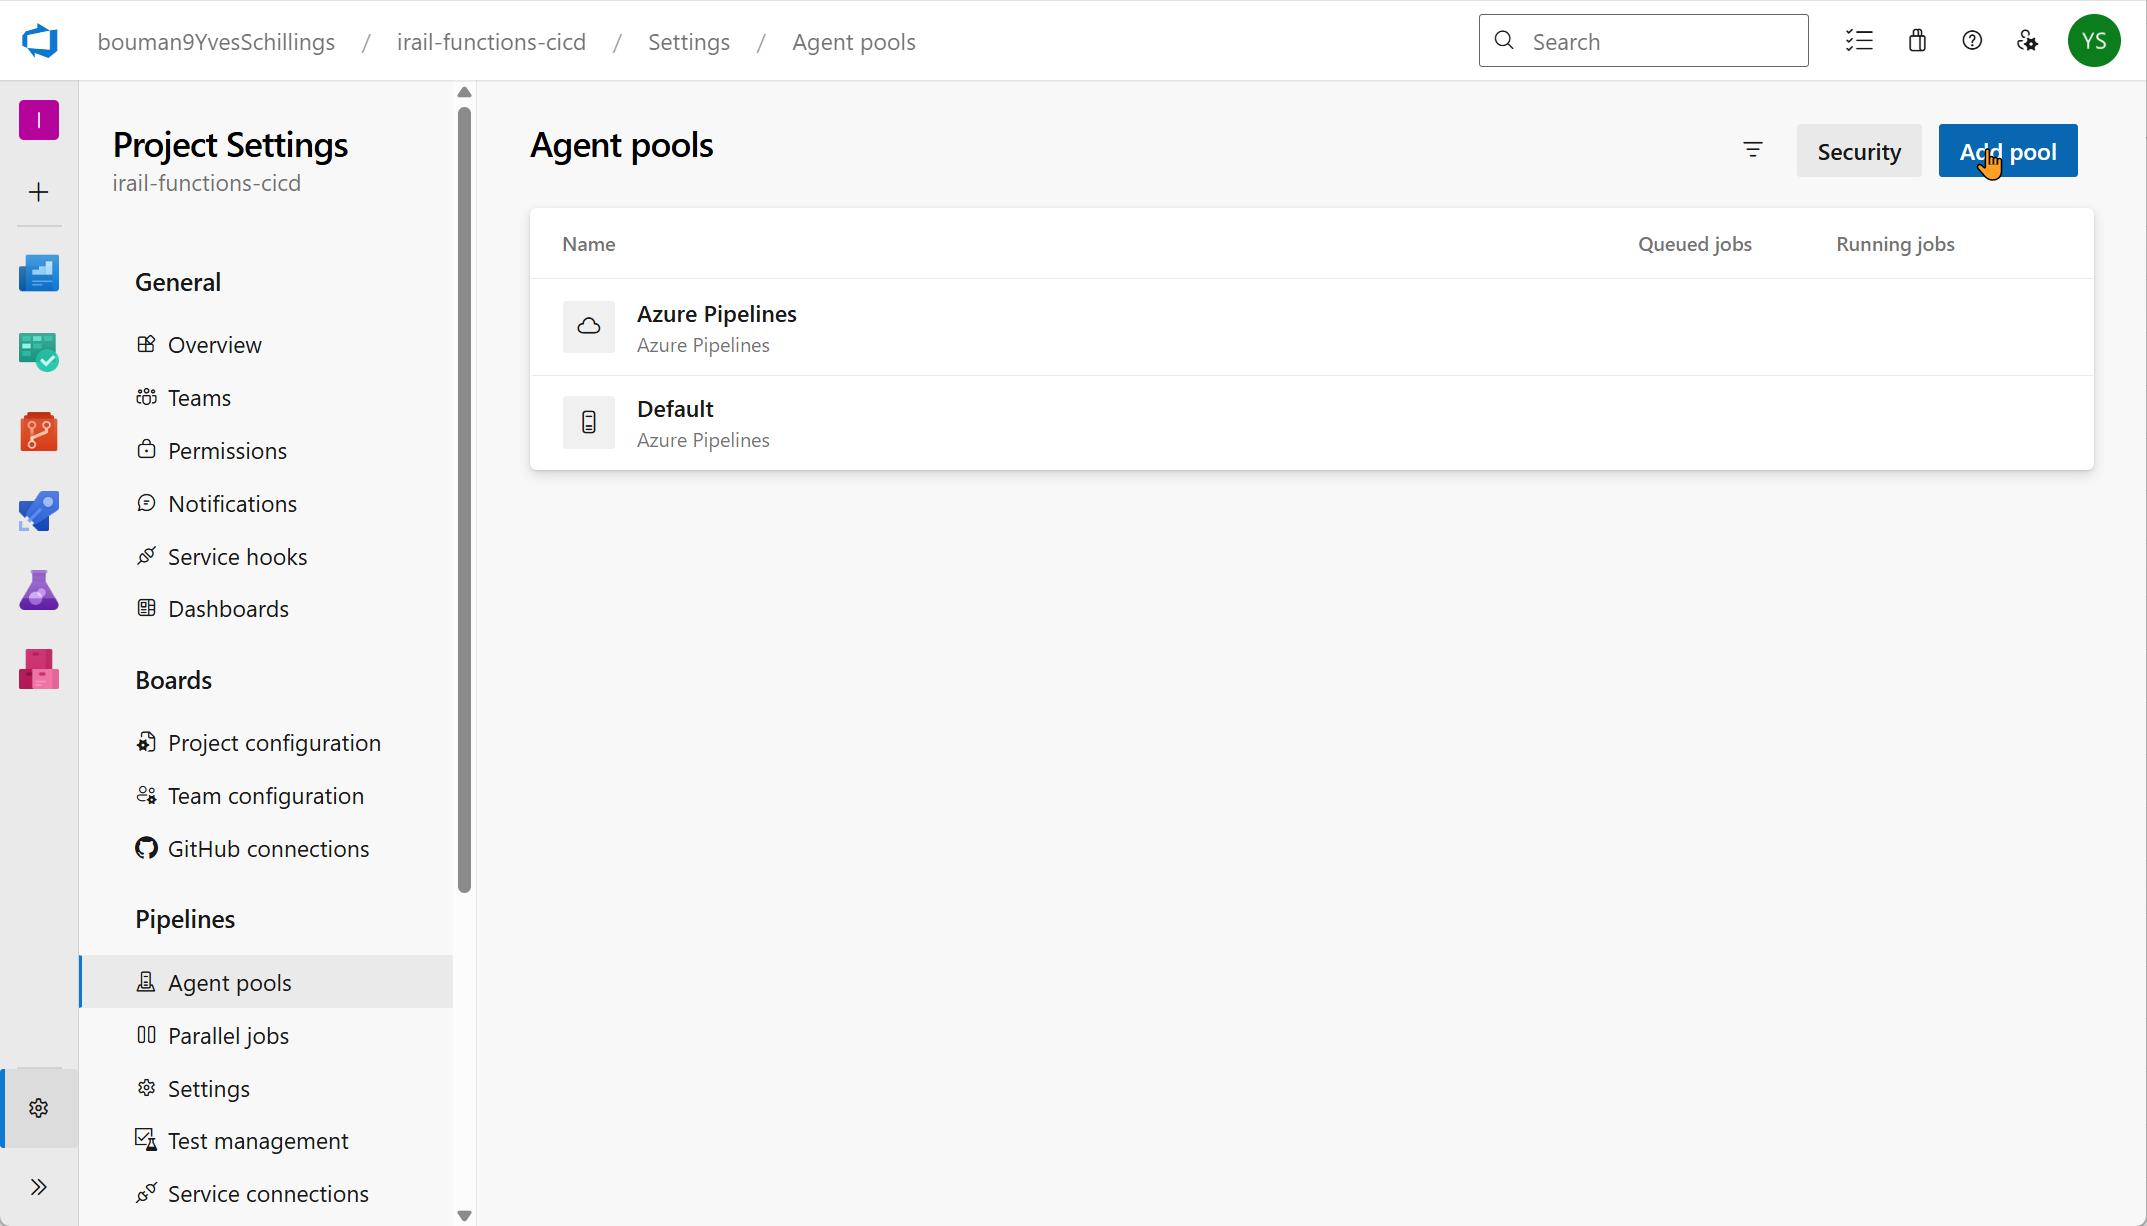 bouman9YvesSchillings / irail-functions-cicd / Settings / Agent pools
Search
YS
I
Project Settings
irail-functions-cicd
General
Overview
Teams
Permissions
Notifications
Service hooks
Dashboards
Boards
Project configuration
Team configuration
GitHub connections
Pipelines
Agent pools
Parallel jobs
Settings
Test management
Service connections
Agent pools
Security
Add pool
Name Queued jobs Running jobs
Azure Pipelines
Azure Pipelines
Default
Azure Pipelines